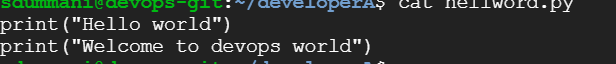 sdummani@devops-git:~/developerA$ cat hellword.py
print("Hello world")
print("Welcome to devops world")